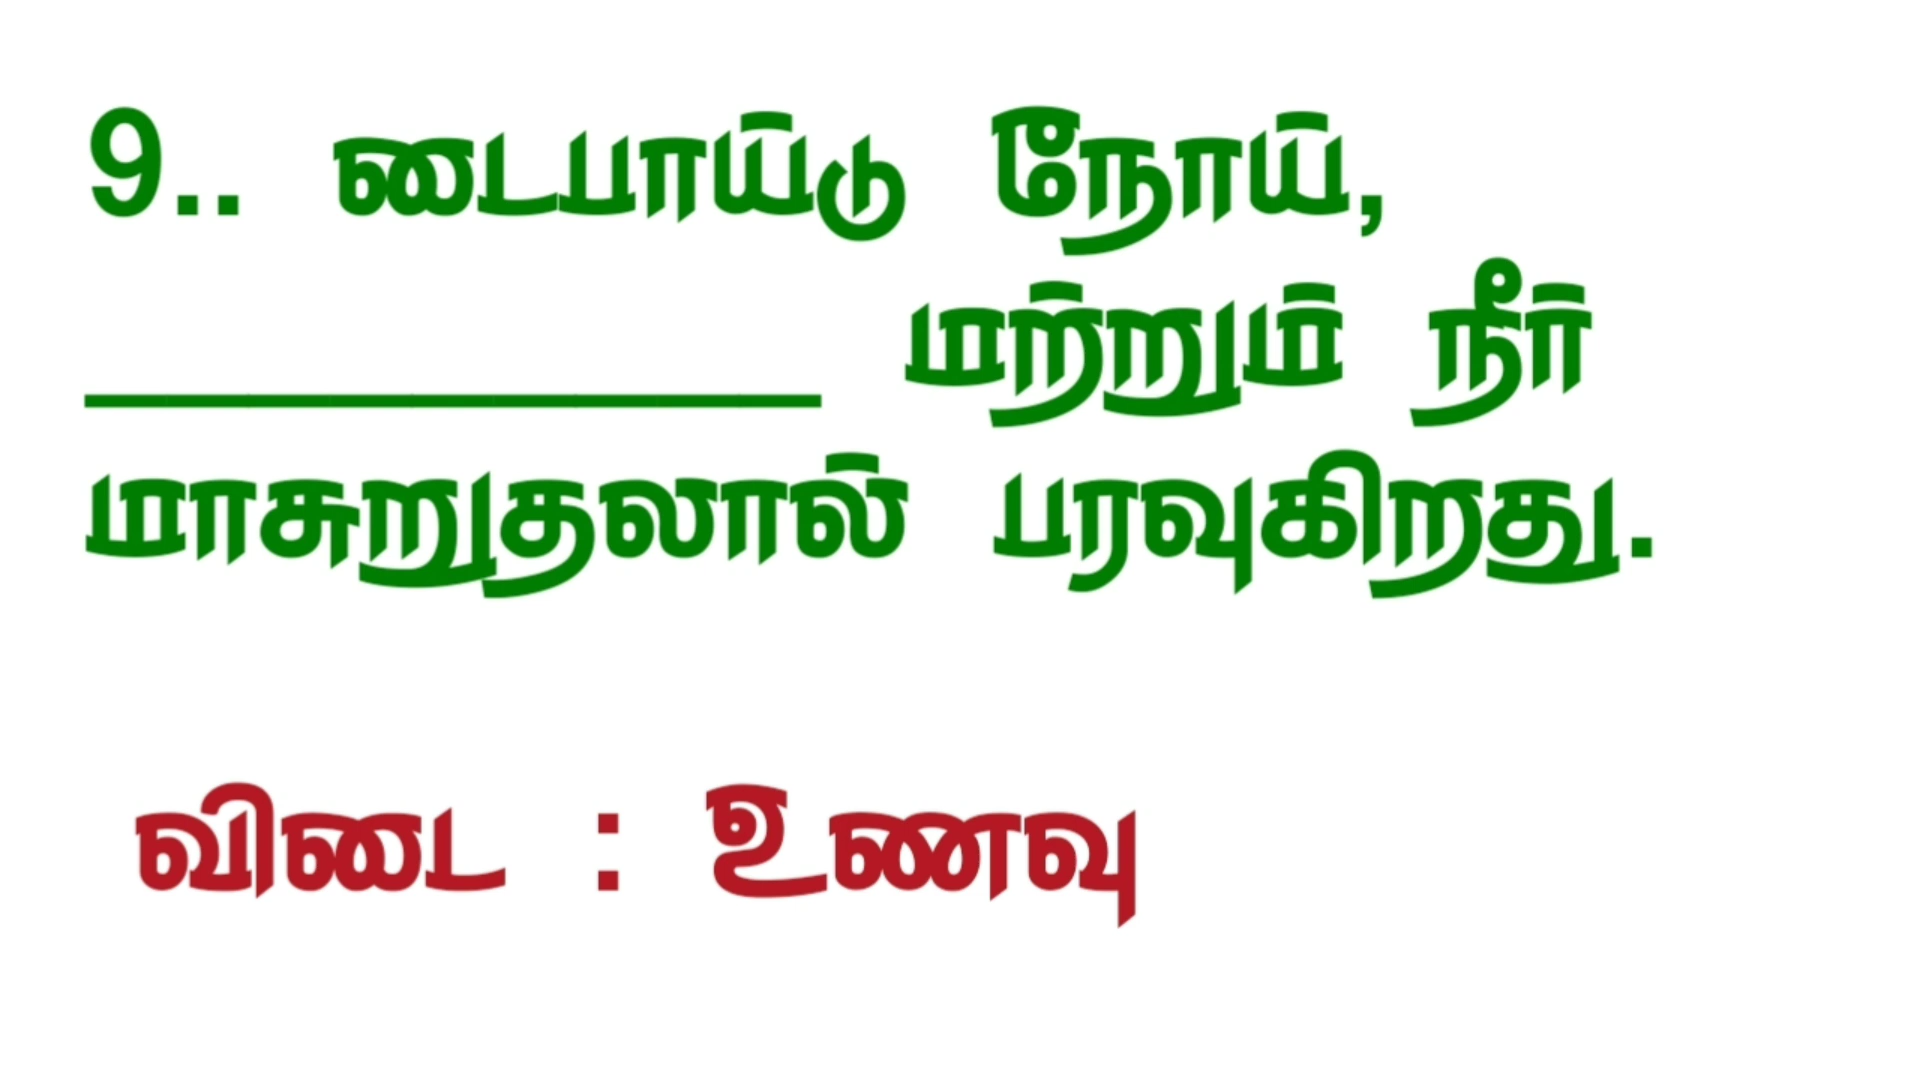 9.. டைபாய்டு நோய்,
__________ மற்றும் நீர்
மாசுறுதலால் பரவுகிறது.
விடை : உணவு